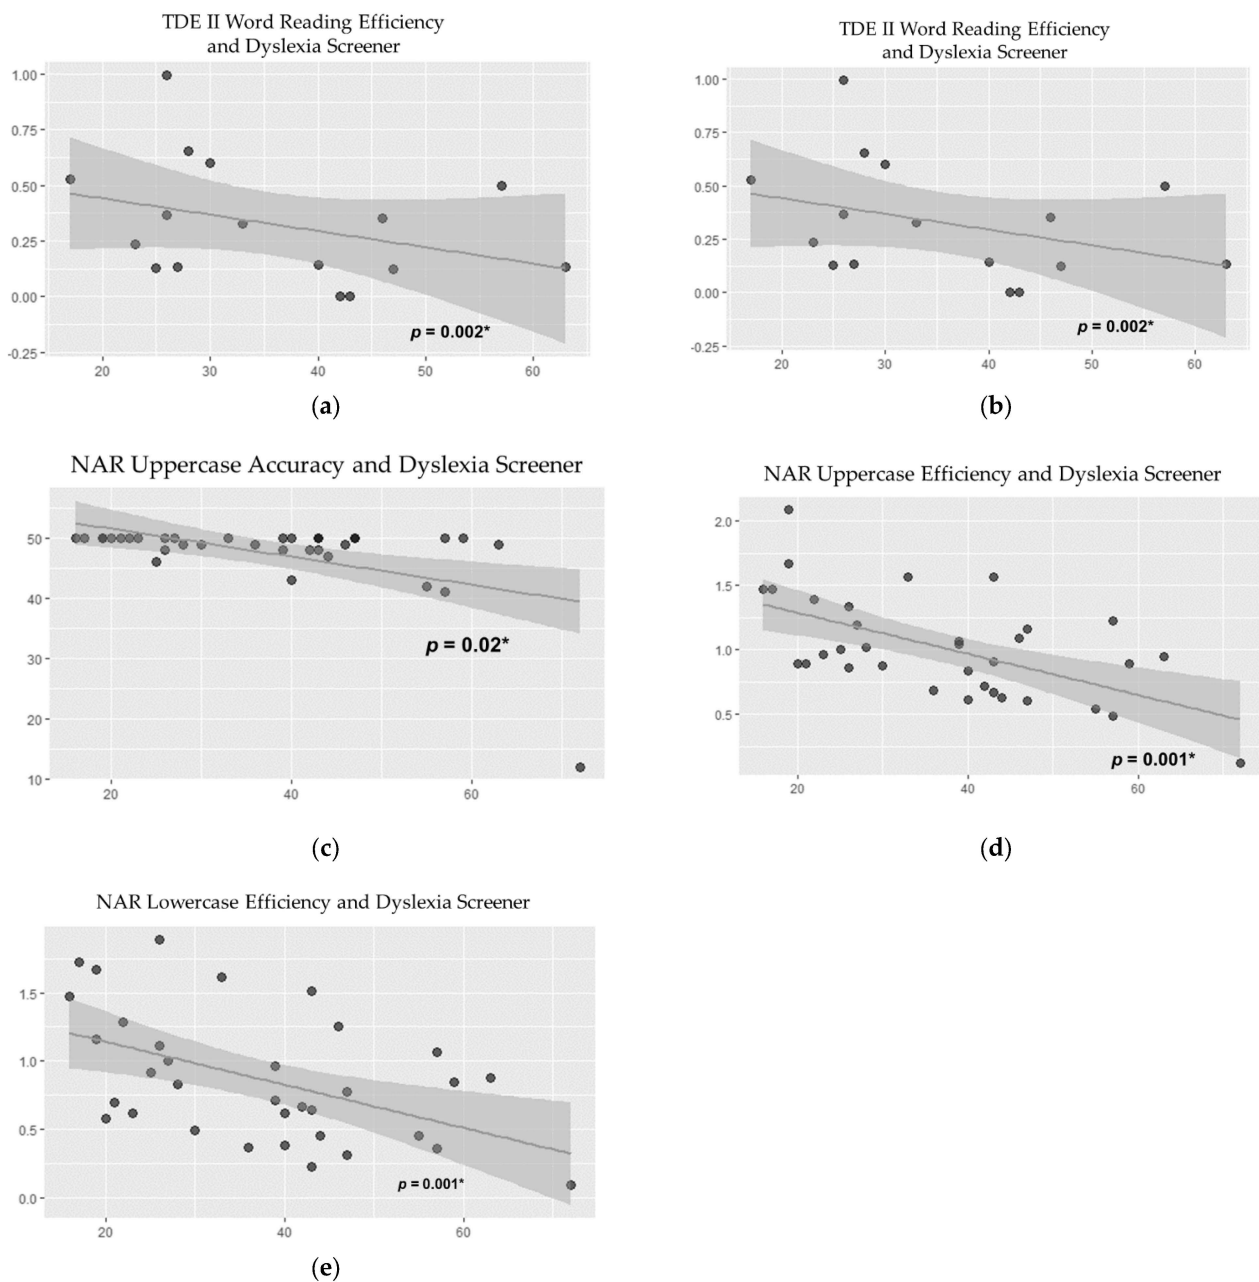 TDE II Word Reading Efficiency
and Dyslexia Screener
1.00
0.75
0.50
0.25
0.00
-0.25
20 30 40 50 60
p = 0.002*
(a)
TDE II Word Reading Efficiency
and Dyslexia Screener
1.00
0.75
0.50
0.25
0.00
-0.25
20 30 40 50 60
p = 0.002*
(b)
NAR Uppercase Accuracy and Dyslexia Screener
50
40
30
20
10
20 40 60
p = 0.02*
(c)
NAR Uppercase Efficiency and Dyslexia Screener
2.0
1.5
1.0
0.5
20 40 60
p = 0.001*
(d)
NAR Lowercase Efficiency and Dyslexia Screener
1.5
1.0
0.5
0.0
20 40 60
p = 0.001*
(e)